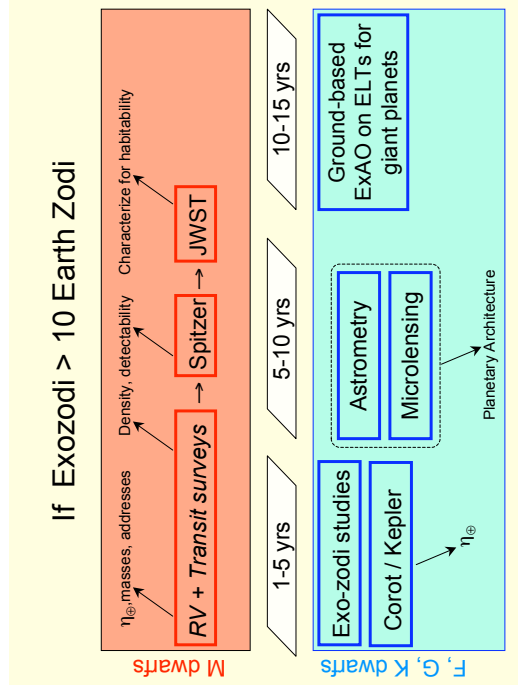 If Exozodi > 10 Earth Zodi
M dwarfs
η⊕,masses, addresses
Density, detectability
Characterize for habitability
RV + Transit surveys
Spitzer
JWST
1-5 yrs
5-10 yrs
10-15 yrs
F, G, K dwarfs
Exo-zodi studies
Corot / Kepler
η⊕
Astrometry
Microlensing
Planetary Architecture
Ground-based
ExAO on ELTs for
giant planets